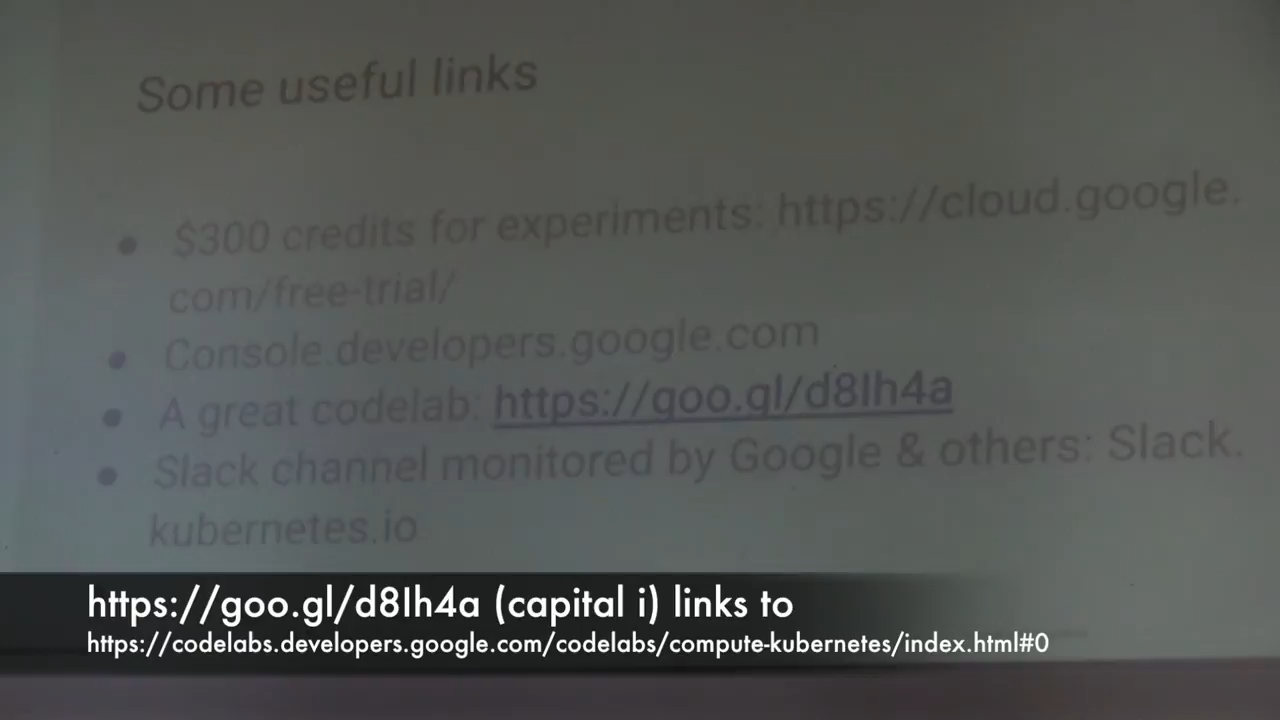 Some useful links
• $300 credits for experiments: https://cloud.google.
com/free-trial/
• Console.developers.google.com
• A great codelab: https://goo.gl/d8Ih4a
• Slack channel monitored by Google & others: Slack.
kubernetes.io
https://goo.gl/d8Ih4a (capital i) links to
https://codelabs.developers.google.com/codelabs/compute-kubernetes/index.html#0